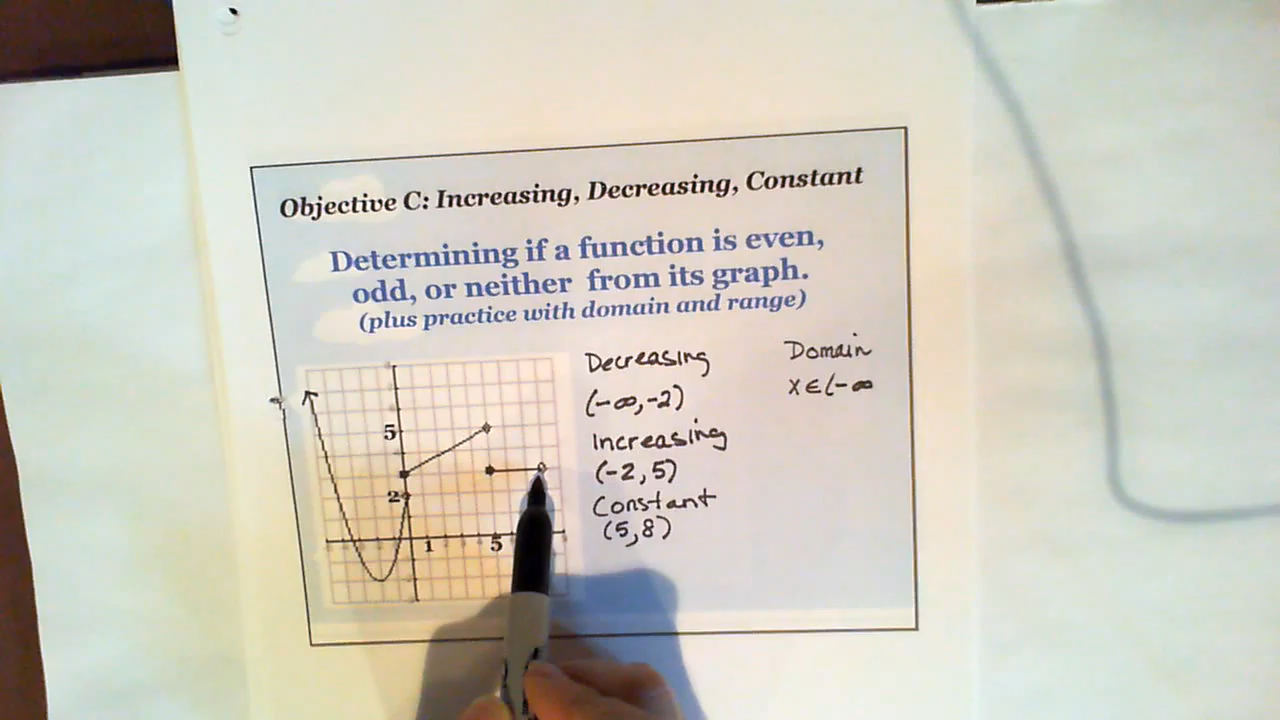 Objective C: Increasing, Decreasing, Constant
Determining if a function is even,
odd, or neither from its graph.
(plus practice with domain and range)
Decreasing
(-∞,-2)
Increasing
(-2,5)
Constant
(5,8)
Domain
x∈(-∞
5
2
1
5